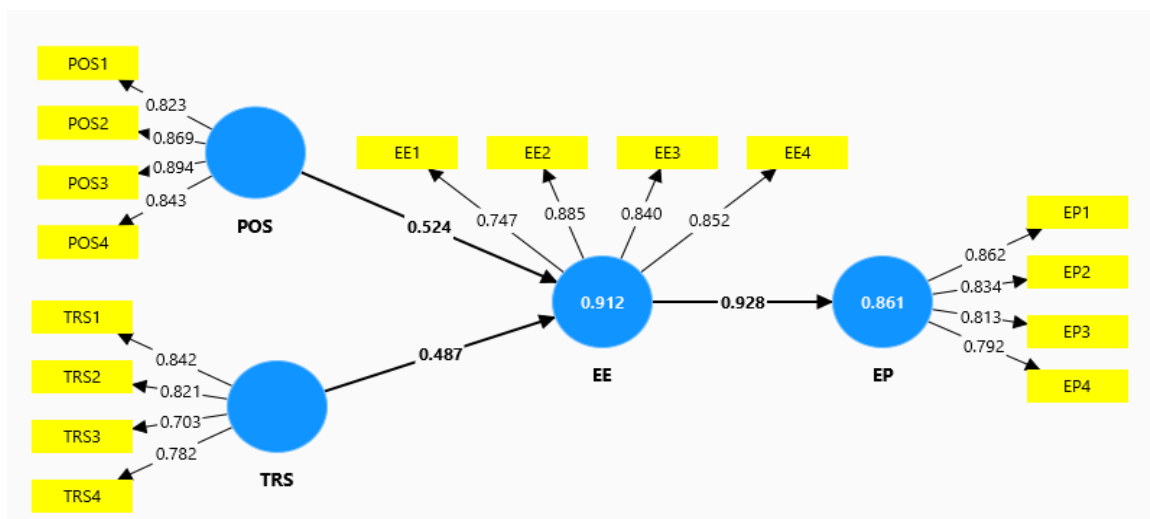 POS1
0.823
POS2
0.869
POS3
0.894
POS4
0.843
POS
0.524
TRS1
0.842
TRS2
0.821
TRS3
0.703
TRS4
0.782
TRS
0.487
EE1
EE2
EE3
EE4
0.747
0.885
0.840
0.852
0.912
EE
0.928
0.861
EP
EP1
0.862
EP2
0.834
EP3
0.813
EP4
0.792